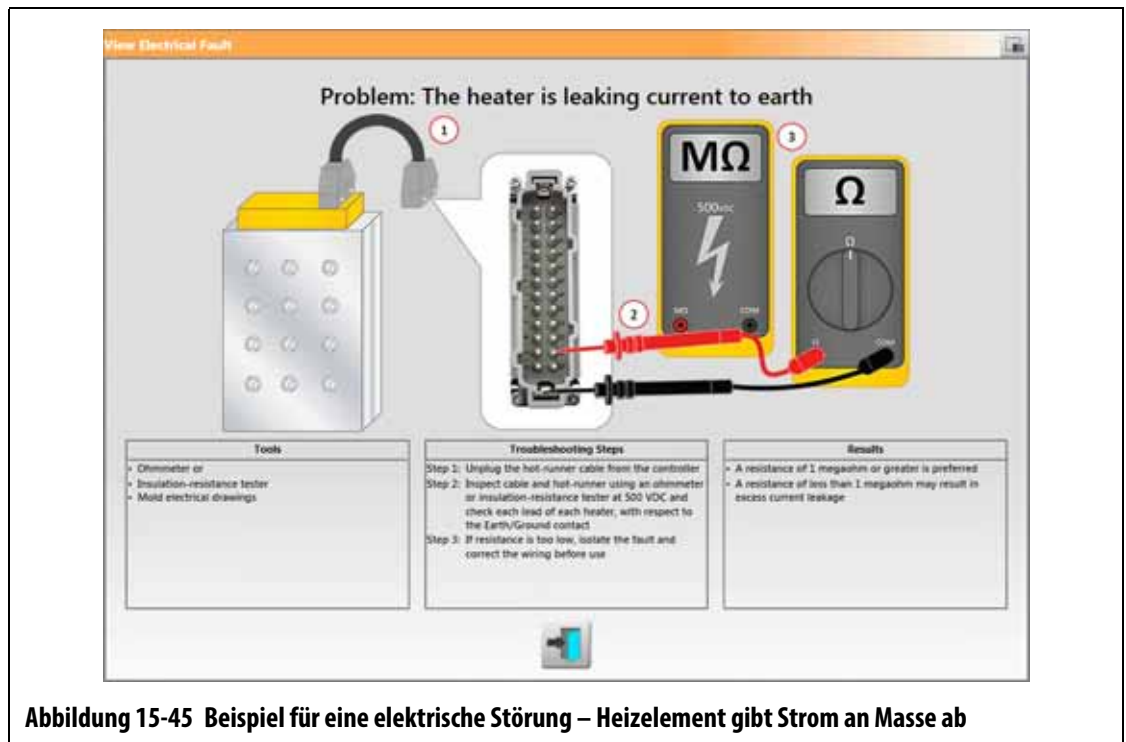 View Electrical Fault
Problem: The heater is leaking current to earth
1
3
MΩ
Ω
500VDC
Ω
2
MΩ
COM
Ω
COM
Tools
• Ohmmeter or
• Insulation-resistance tester
• Mold electrical drawings
Troubleshooting Steps
Step 1: Unplug the hot-runner cable from the controller
Step 2: Inspect cable and hot-runner using an ohmmeter
or insulation-resistance tester at 500 VDC and
check each lead of each heater, with respect to
the Earth/Ground contact
Step 3: If resistance is too low, isolate the fault and
correct the wiring before use
Results
• A resistance of 1 megaohm or greater is preferred
• A resistance of less than 1 megaohm may result in
excess current leakage
Abbildung 15-45 Beispiel für eine elektrische Störung – Heizelement gibt Strom an Masse ab